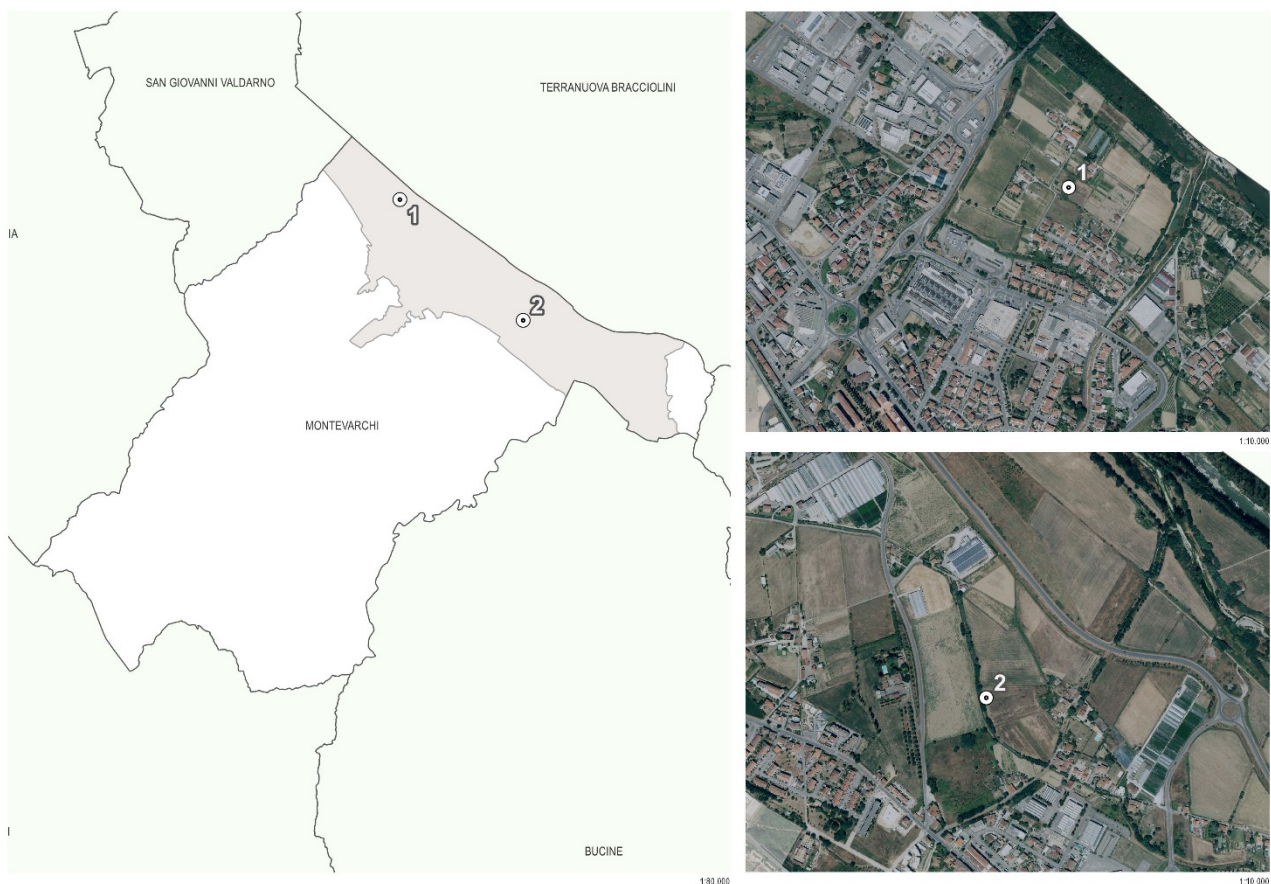 SAN GIOVANNI VALDARNO
TERRANUOVA BRACCIOLINI
1
2
IA
MONTEVARCHI
I
BUCINE
1:80.000
1
1:10.000
2
1:10.000